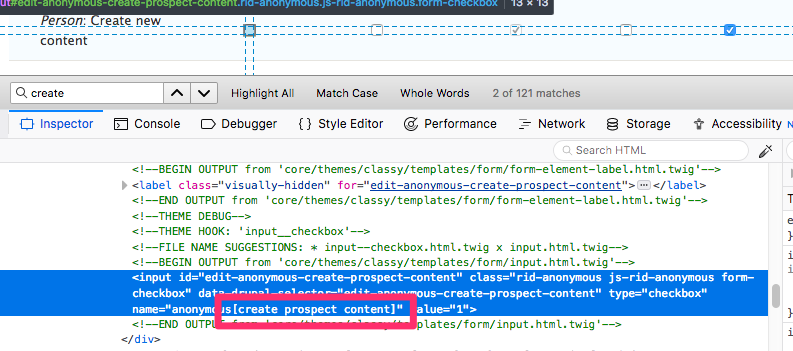 ut#edit-anonymous-create-prospect-content.rid-anonymous.js-rid-anonymous.form-checkbox | 13 × 13
Person: Create new
content
create
Highlight All Match Case Whole Words 2 of 121 matches
Inspector Console Debugger {} Style Editor Performance Network Storage Accessibility N
Search HTML
<!--BEGIN OUTPUT from 'core/themes/classy/templates/form/form-element-label.html.twig'-->
<label class="visually-hidden" for="edit-anonymous-create-prospect-content">…</label>
<!--END OUTPUT from 'core/themes/classy/templates/form/form-element-label.html.twig'-->
<!--THEME DEBUG-->
<!--THEME HOOK: 'input__checkbox'-->
<!--FILE NAME SUGGESTIONS: * input--checkbox.html.twig x input.html.twig-->
<!--BEGIN OUTPUT from 'core/themes/classy/templates/form/input.html.twig'-->
<input id="edit-anonymous-create-prospect-content" class="rid-anonymous js-rid-anonymous form-
checkbox" data-drupal-selector="edit-anonymous-create-prospect-content" type="checkbox"
name="anonymous[create prospect content]" value="1">
<!--END OUTPUT from 'core/themes/classy/templates/form/input.html.twig'-->
</div>